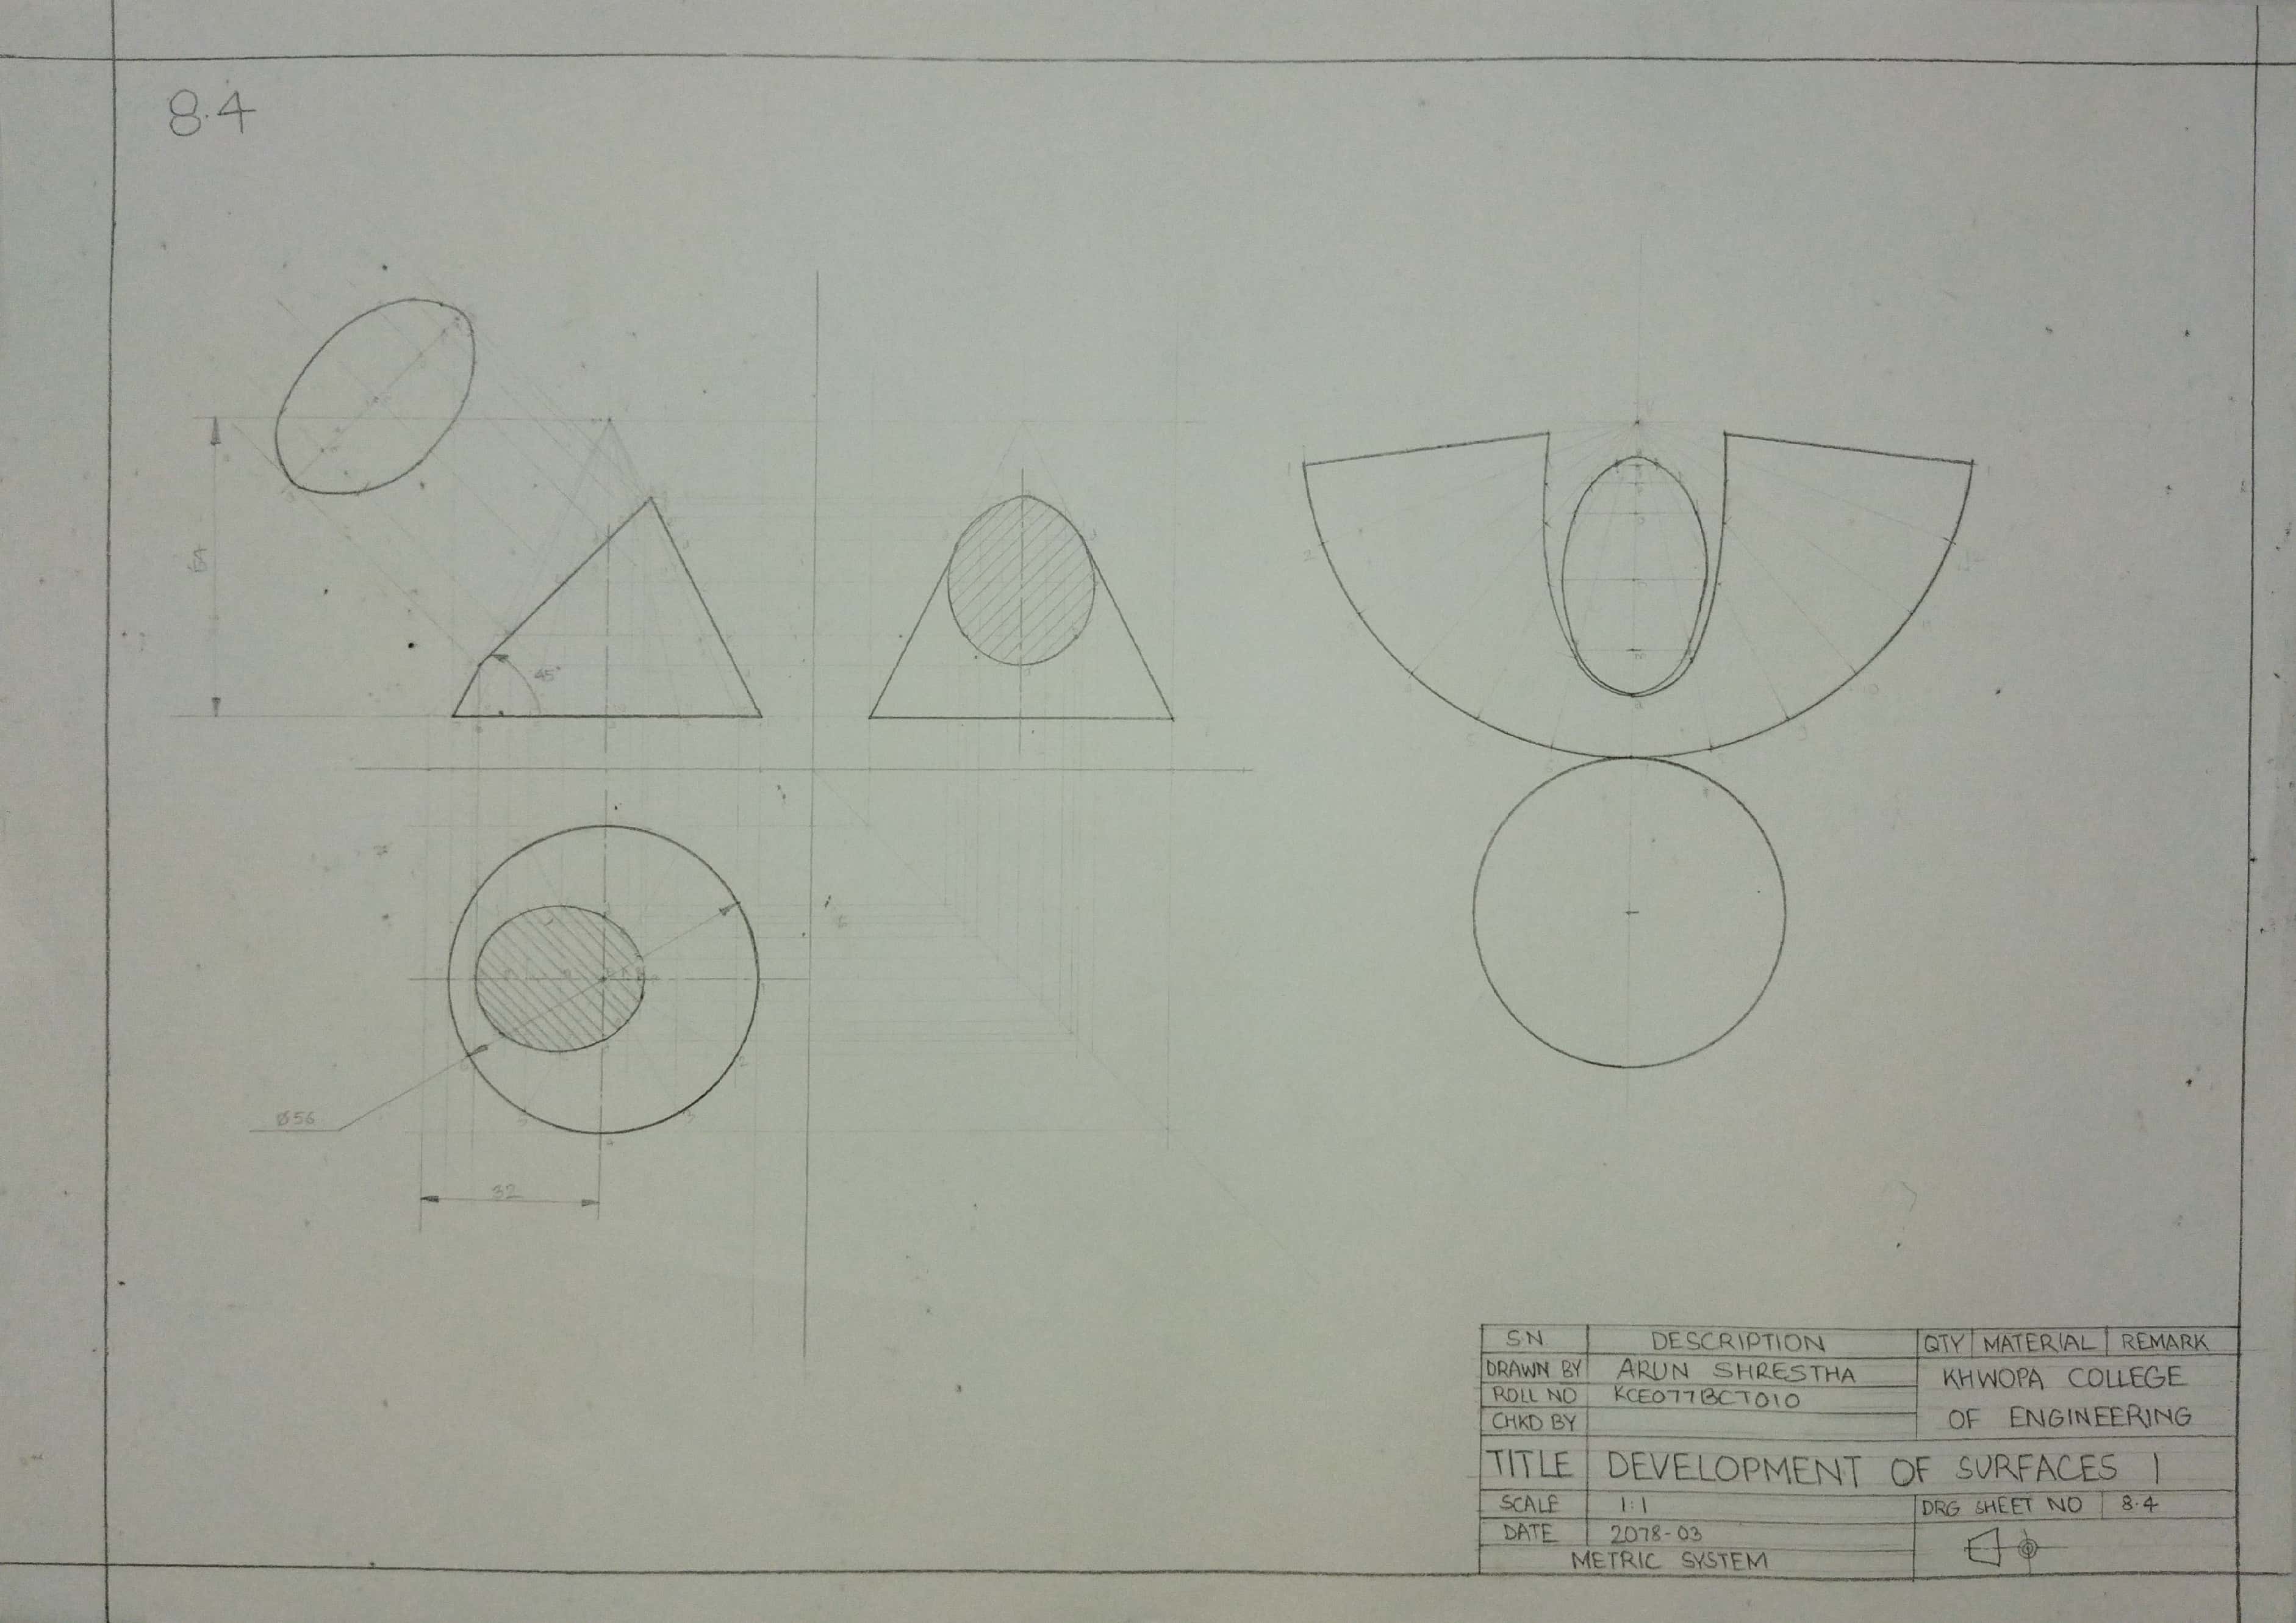 8.4
45°
Ø56
32
SN DESCRIPTION QTY MATERIAL REMARK
DRAWN BY ARUN SHRESTHA
ROLL NO KCE077BCT010
CHKD BY
KHWOPA COLLEGE
OF ENGINEERING
TITLE DEVELOPMENT OF SURFACES 1
SCALE 1:1 DRG SHEET NO 8.4
DATE 2078-03
METRIC SYSTEM